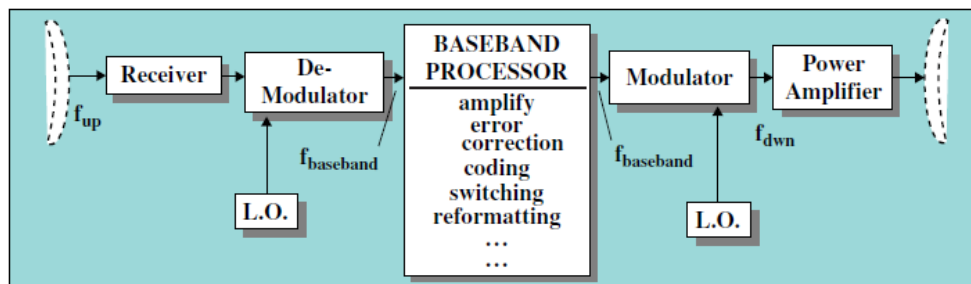 Receiver
De-
Modulator
L.O.
f_up
f_baseband
BASEBAND
PROCESSOR
amplify
error
correction
coding
switching
reformatting
…
…
f_baseband
Modulator
L.O.
f_dwn
Power
Amplifier